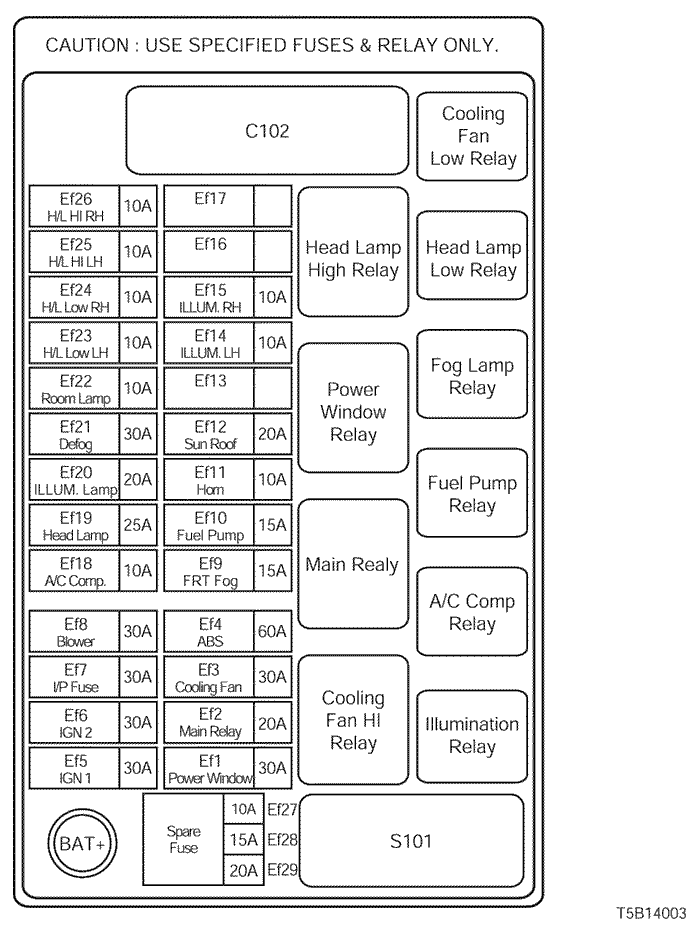 CAUTION : USE SPECIFIED FUSES & RELAY ONLY.
C102
Cooling
Fan
Low Relay
Ef26
H/L HI RH
10A
Ef17
Ef25
H/L HI LH
10A
Ef16
Ef24
H/L Low RH
10A
Ef15
ILLUM. RH
10A
Ef23
H/L Low LH
10A
Ef14
ILLUM. LH
10A
Ef22
Room Lamp
10A
Ef13
Ef21
Defog
30A
Ef12
Sun Roof
20A
Ef20
ILLUM. Lamp
20A
Ef11
Horn
10A
Ef19
Head Lamp
25A
Ef10
Fuel Pump
15A
Ef18
A/C Comp.
10A
Ef9
FRT Fog
15A
Ef8
Blower
30A
Ef4
ABS
60A
Ef7
I/P Fuse
30A
Ef3
Cooling Fan
30A
Ef6
IGN 2
30A
Ef2
Main Relay
20A
Ef5
IGN 1
30A
Ef1
Power Window
30A
Head Lamp
High Relay
Power
Window
Relay
Main Realy
Cooling
Fan HI
Relay
Head Lamp
Low Relay
Fog Lamp
Relay
Fuel Pump
Relay
A/C Comp
Relay
Illumination
Relay
BAT+
Spare
Fuse
10A Ef27
15A Ef28
20A Ef29
S101
T5B14003